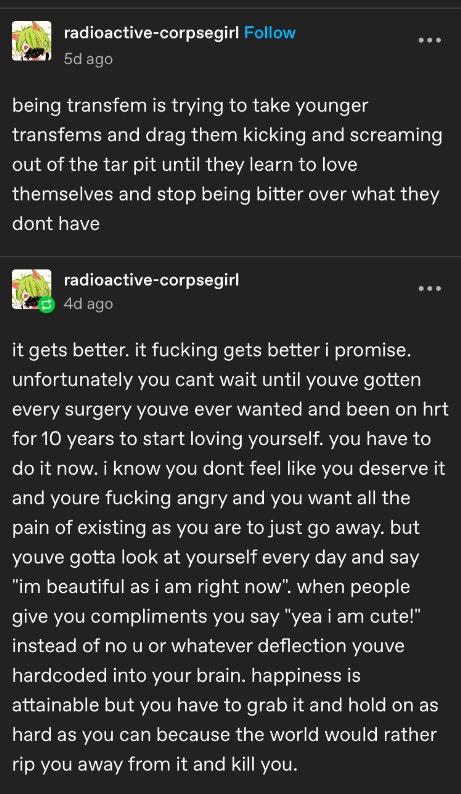 radioactive-corpsegirl Follow
5d ago
being transfem is trying to take younger
transfems and drag them kicking and screaming
out of the tar pit until they learn to love
themselves and stop being bitter over what they
dont have
radioactive-corpsegirl
4d ago
it gets better. it fucking gets better i promise.
unfortunately you cant wait until youve gotten
every surgery youve ever wanted and been on hrt
for 10 years to start loving yourself. you have to
do it now. i know you dont feel like you deserve it
and youre fucking angry and you want all the
pain of existing as you are to just go away. but
youve gotta look at yourself every day and say
"im beautiful as i am right now". when people
give you compliments you say "yea i am cute!"
instead of no u or whatever deflection youve
hardcoded into your brain. happiness is
attainable but you have to grab it and hold on as
hard as you can because the world would rather
rip you away from it and kill you.